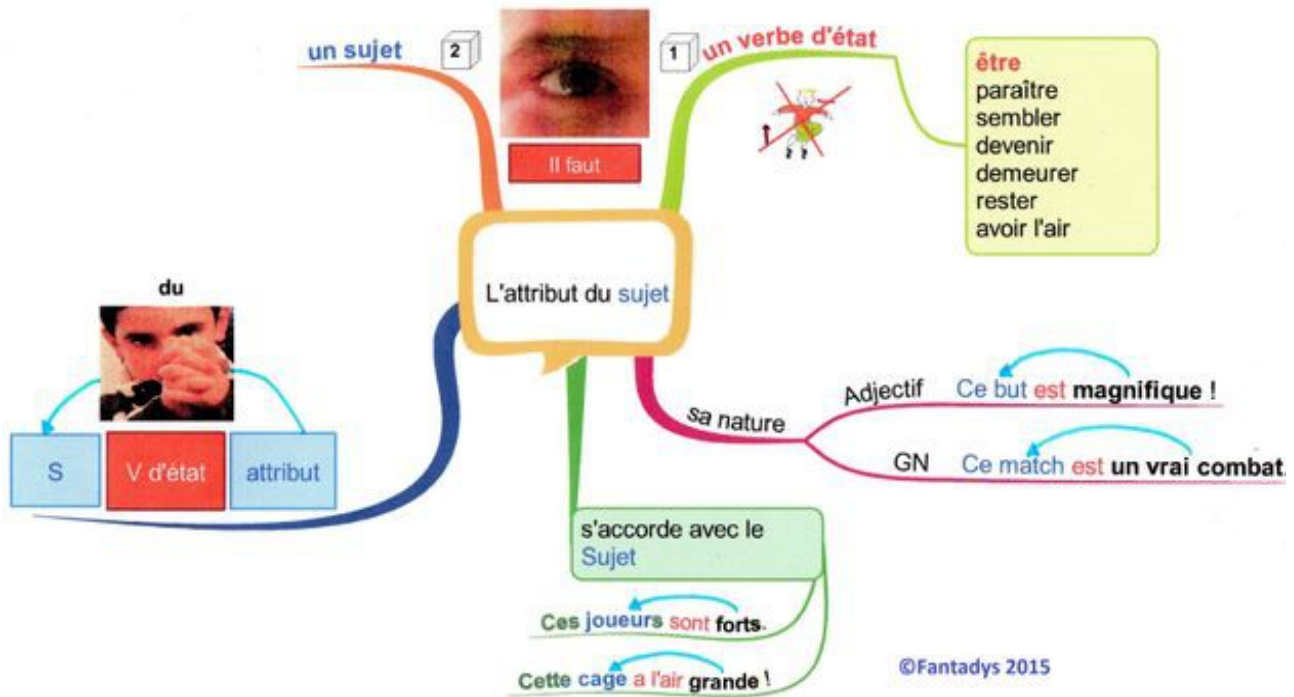 un sujet
2
1
un verbe d'état
Il faut
être
paraître
sembler
devenir
demeurer
rester
avoir l'air
L'attribut du sujet
du
S
V d'état
attribut
sa nature
Adjectif
Ce but est magnifique !
GN
Ce match est un vrai combat.
s'accorde avec le
Sujet
Ces joueurs sont forts.
Cette cage a l'air grande !
©Fantadys 2015